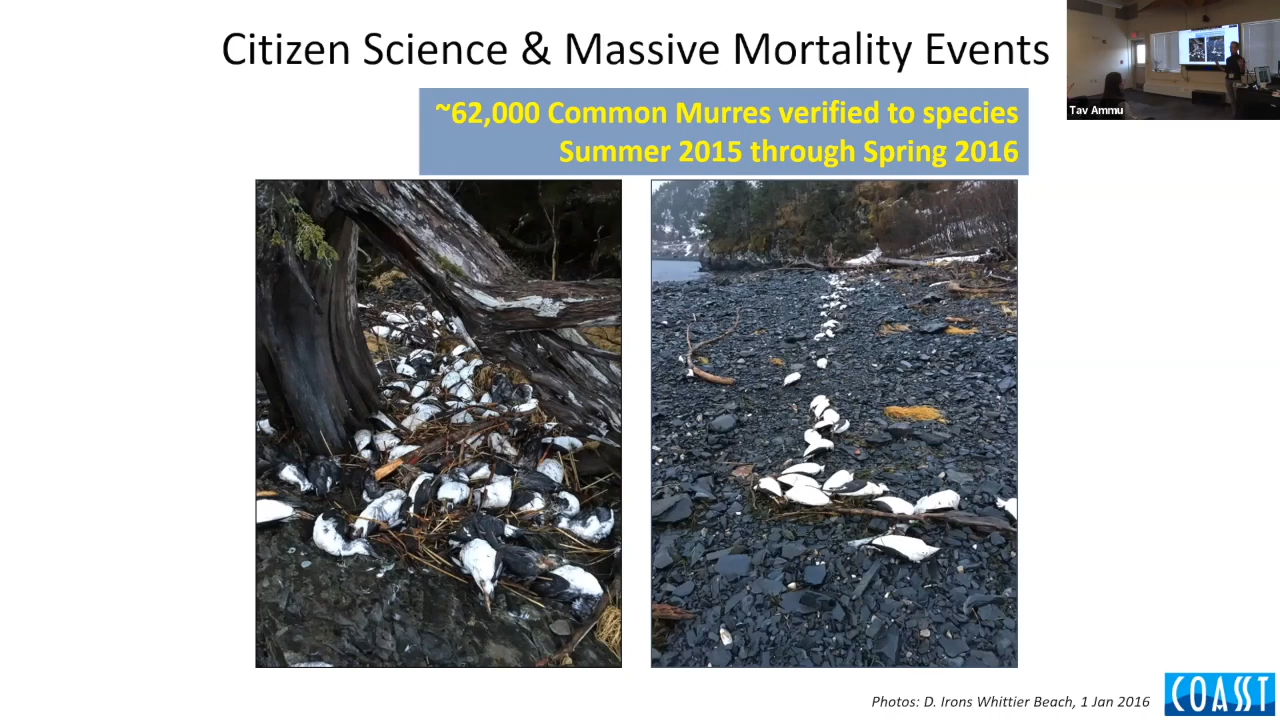 Citizen Science & Massive Mortality Events
~62,000 Common Murres verified to species
Summer 2015 through Spring 2016
Tav Ammu
Photos: D. Irons Whittier Beach, 1 Jan 2016
COASST